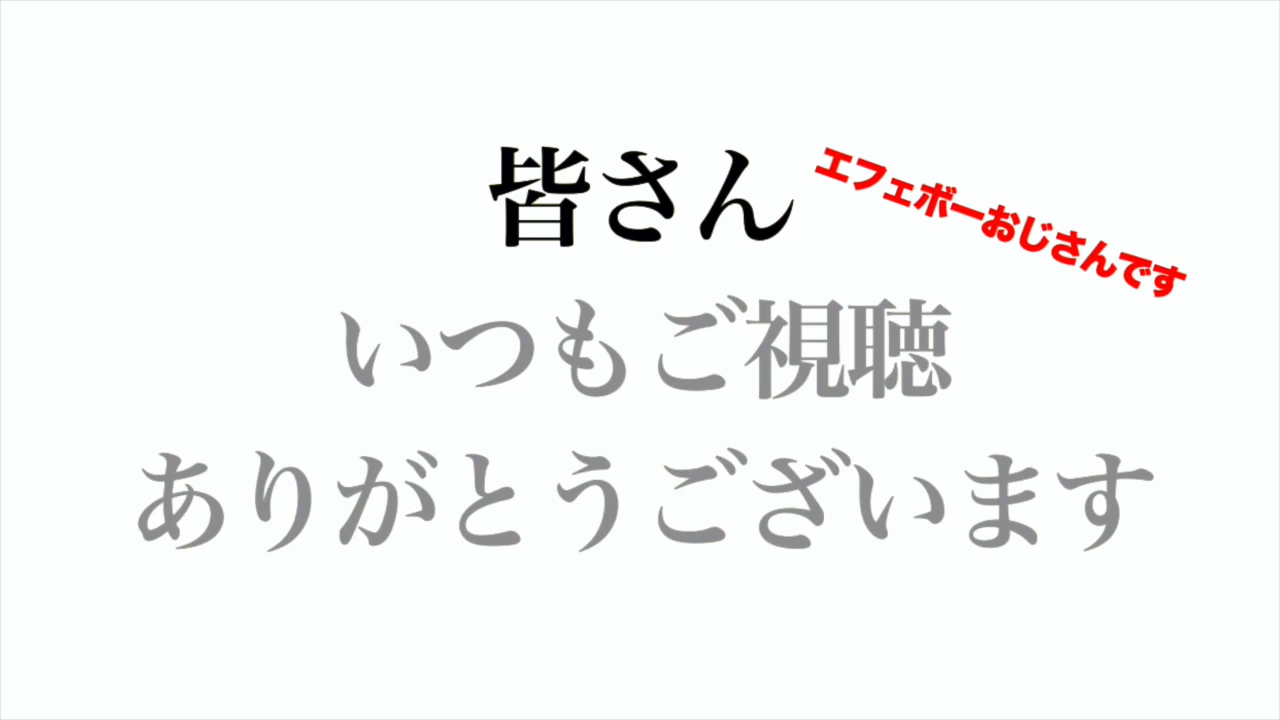 皆さん
エフェボーおじさんです
いつもご視聴
ありがとうございます